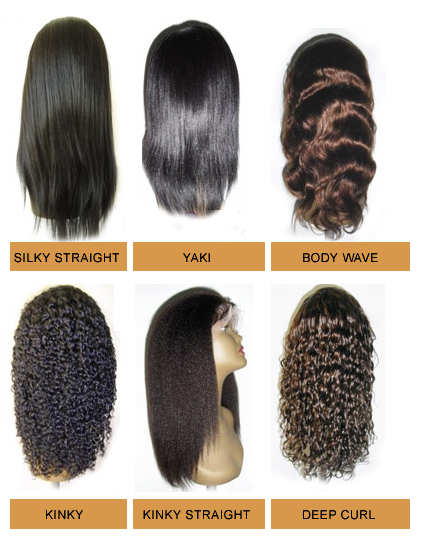 SILKY STRAIGHT
YAKI
BODY WAVE
KINKY
KINKY STRAIGHT
DEEP CURL